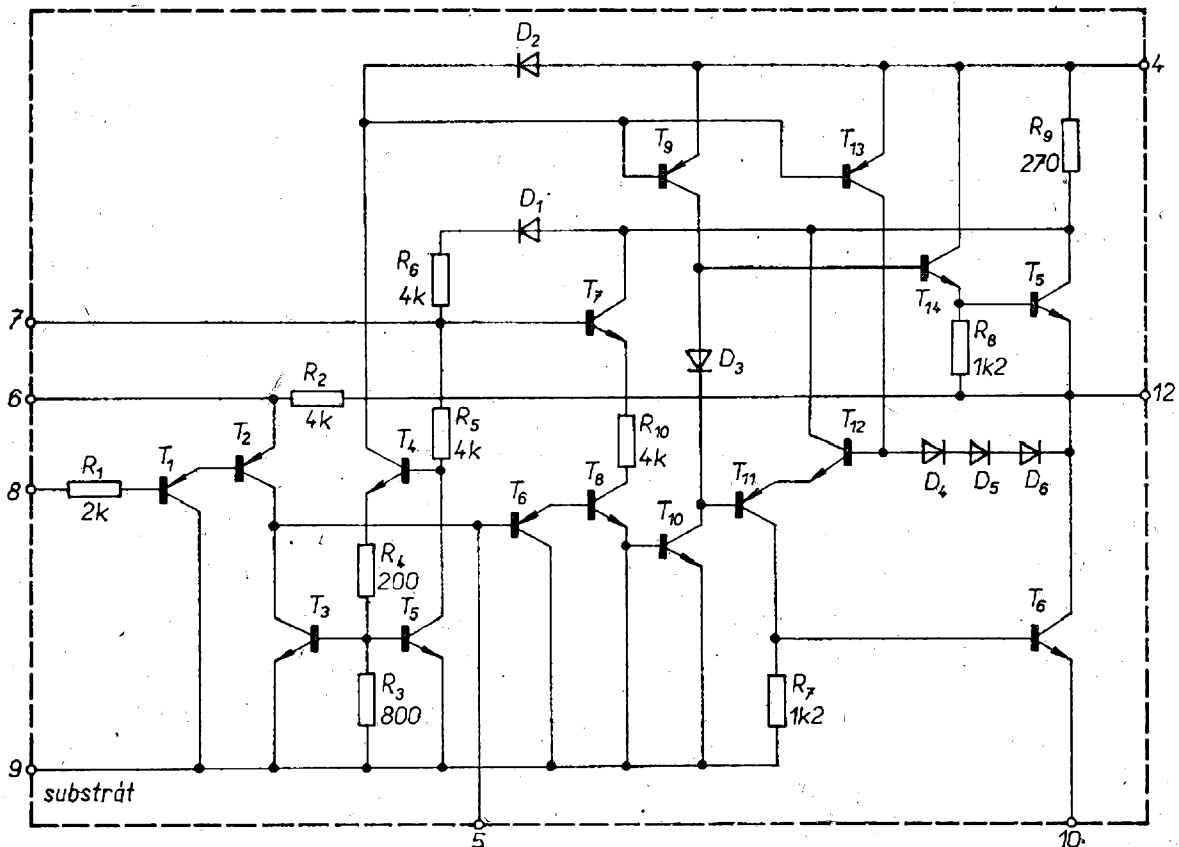 D₂
4
T₉
T₁₃
R₉
270
D₁
R₆
4k
T₇
T₁₄
T₅
7
R₈
1k2
D₃
6
R₂
4k
12
R₅
4k
R₁₀
4k
T₁₂
T₂
T₄
T₁
R₁
8
2k
T₆
T₈
T₁₀
T₁₁
D₄
D₅
D₆
R₄
200
T₃
T₅
T₆
R₃
800
R₇
1k2
9
substrát
5
10